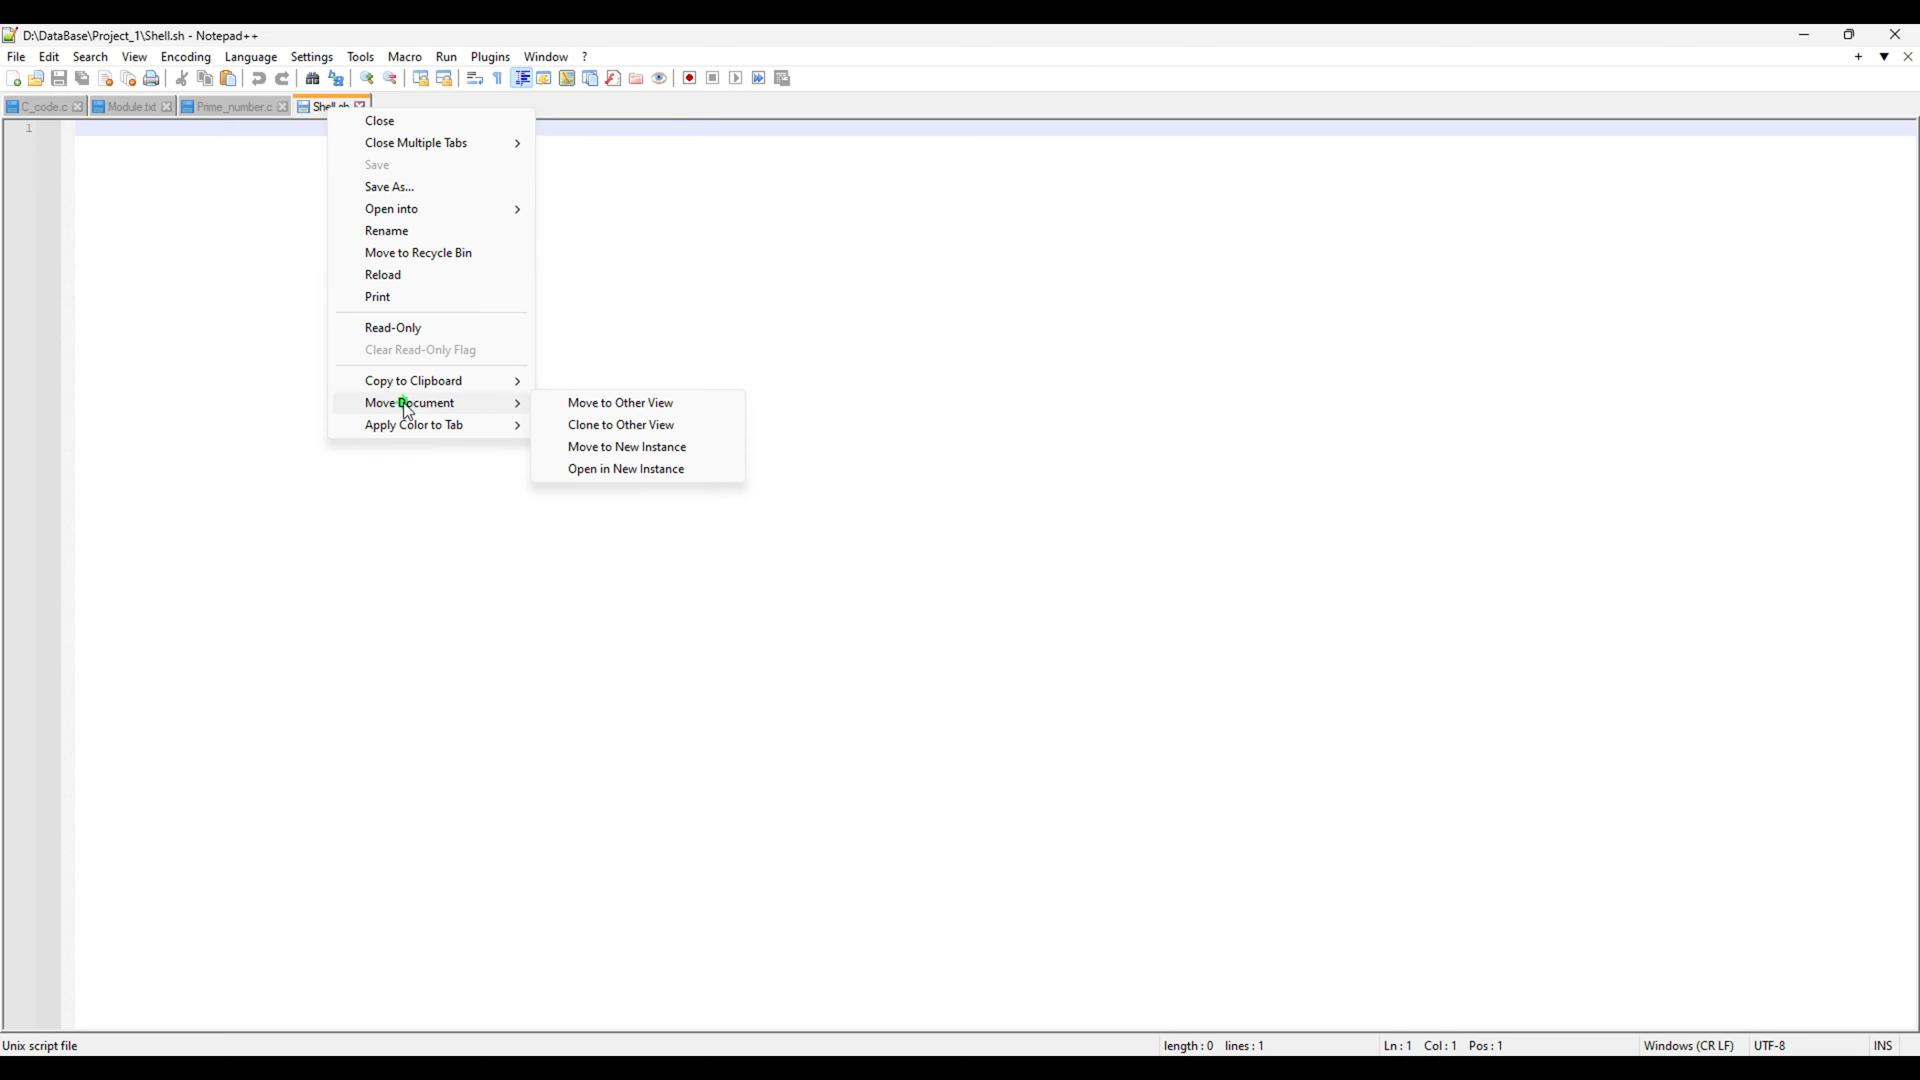 D:\DataBase\Project_1\Shell.sh - Notepad++
File Edit Search View Encoding Language Settings Tools Macro Run Plugins Window ?
C_code.c Module.txt Prime_number.c Shell.sh
1
Close
Close Multiple Tabs
Save
Save As...
Open into
Rename
Move to Recycle Bin
Reload
Print
Read-Only
Clear Read-Only Flag
Copy to Clipboard
Move Document
Apply Color to Tab
Move to Other View
Clone to Other View
Move to New Instance
Open in New Instance
Unix script file length : 0 lines : 1 Ln : 1 Col : 1 Pos : 1 Windows (CR LF) UTF-8 INS